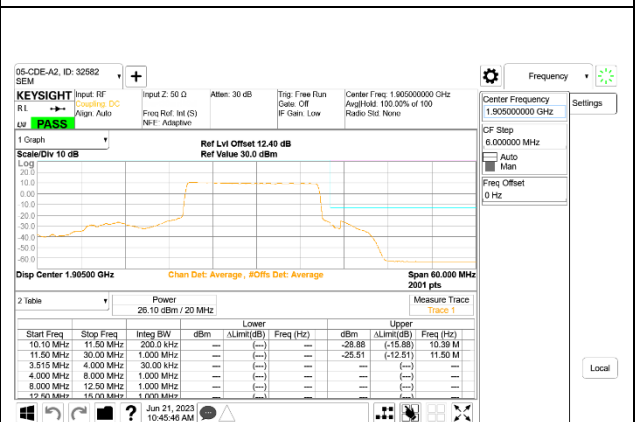 05-CDE-A2, ID: 32582
SEM
Frequency
KEYSIGHT Input: RF Input Z: 50 Ω Atten: 30 dB Trig: Free Run Center Freq: 1.905000000 GHz
RL Coupling: DC Gate: Off Avg|Hold: 100.00% of 100
Align: Auto Freq Ref: Int (S) IF Gain: Low Radio Std: None
NFE: Adaptive
PASS
Center Frequency
1.905000000 GHz
Settings
CF Step
6.000000 MHz
Auto
Man
Freq Offset
0 Hz
1 Graph
Ref Lvl Offset 12.40 dB
Scale/Div 10 dB Ref Value 30.0 dBm
Log
20.0
10.0
0.00
-10.0
-20.0
-30.0
-40.0
-50.0
-60.0
Disp Center 1.90500 GHz Chan Det: Average , #Offs Det: Average Span 60.000 MHz
2001 pts
2 Table Power Measure Trace
26.10 dBm / 20 MHz Trace 1
Lower Upper
Start Freq Stop Freq Integ BW dBm ΔLimit(dB) Freq (Hz) dBm ΔLimit(dB) Freq (Hz)
10.10 MHz 11.50 MHz 200.0 kHz --- (---) --- -28.88 (-15.88) 10.39 M
11.50 MHz 30.00 MHz 1.000 MHz --- (---) --- -25.51 (-12.51) 11.50 M
3.515 MHz 4.000 MHz 30.00 kHz --- (---) --- --- (---) ---
4.000 MHz 8.000 MHz 1.000 MHz --- (---) --- --- (---) ---
8.000 MHz 12.50 MHz 1.000 MHz --- (---) --- --- (---) ---
12.50 MHz 15.00 MHz 1.000 MHz --- (---) --- --- (---) ---
Local
? Jun 21, 2023
10:45:46 AM